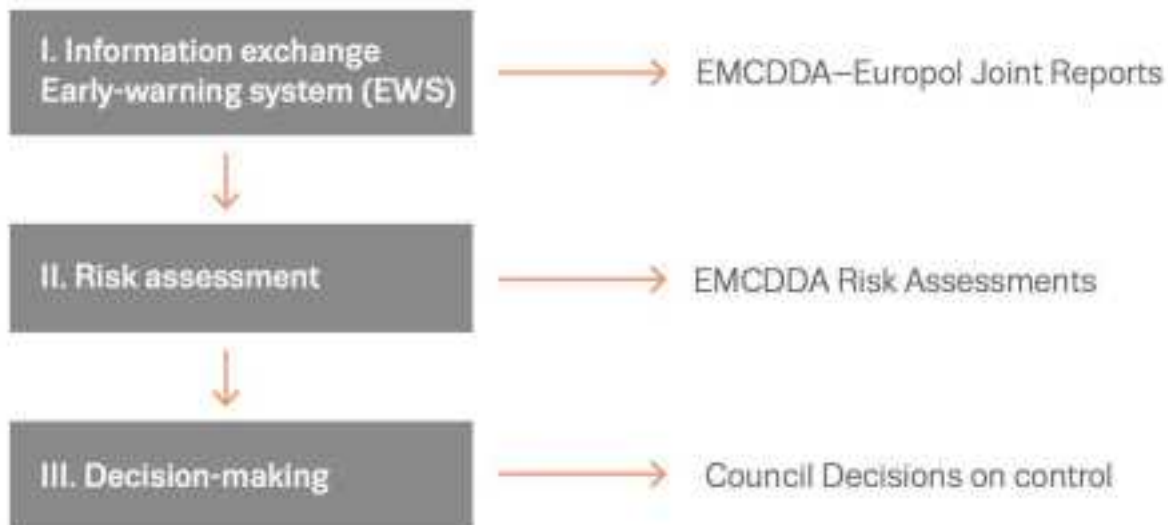 I. Information exchange
Early-warning system (EWS)
EMCDDA–Europol Joint Reports
II. Risk assessment
EMCDDA Risk Assessments
III. Decision-making
Council Decisions on control